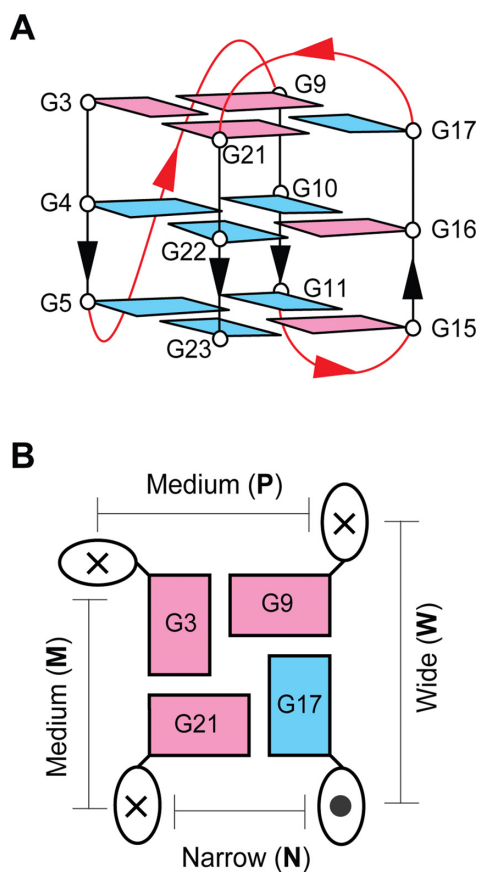 A
G3
G9
G21
G17
G4
G10
G22
G16
G5
G11
G23
G15
B
Medium (P)
G3
G9
Medium (M)
Wide (W)
G21
G17
Narrow (N)